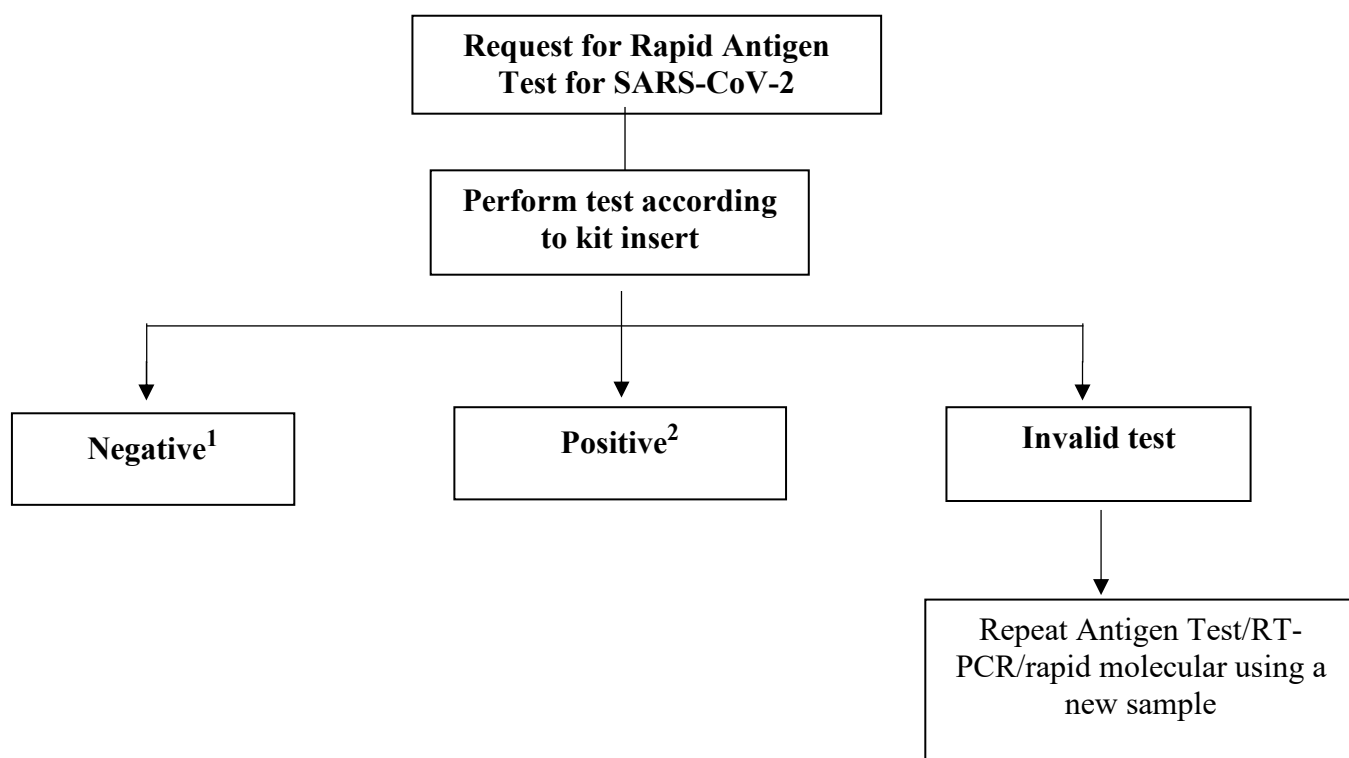 Request for Rapid Antigen
Test for SARS-CoV-2
Perform test according
to kit insert
Negative¹
Positive²
Invalid test
Repeat Antigen Test/RT-
PCR/rapid molecular using a
new sample